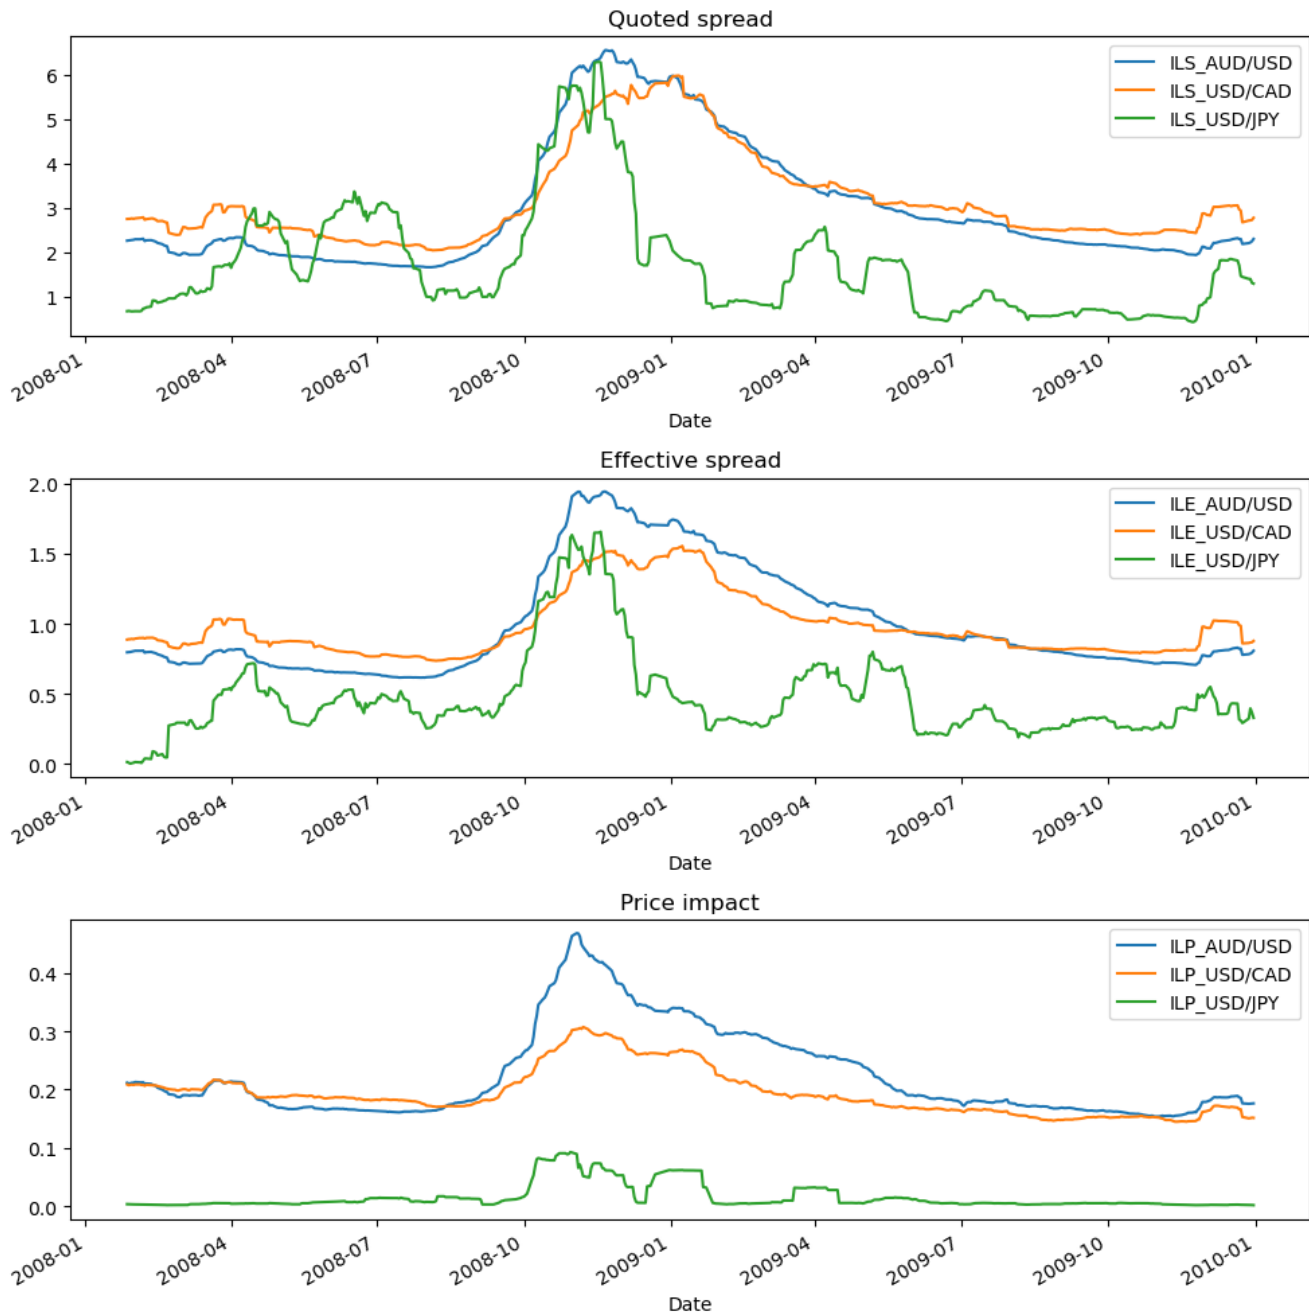 Quoted spread
6
5
4
3
2
1
ILS_AUD/USD
ILS_USD/CAD
ILS_USD/JPY
2008-01 2008-04 2008-07 2008-10 2009-01 2009-04 2009-07 2009-10 2010-01
Date
Effective spread
2.0
1.5
1.0
0.5
0.0
ILE_AUD/USD
ILE_USD/CAD
ILE_USD/JPY
2008-01 2008-04 2008-07 2008-10 2009-01 2009-04 2009-07 2009-10 2010-01
Date
Price impact
0.4
0.3
0.2
0.1
0.0
ILP_AUD/USD
ILP_USD/CAD
ILP_USD/JPY
2008-01 2008-04 2008-07 2008-10 2009-01 2009-04 2009-07 2009-10 2010-01
Date